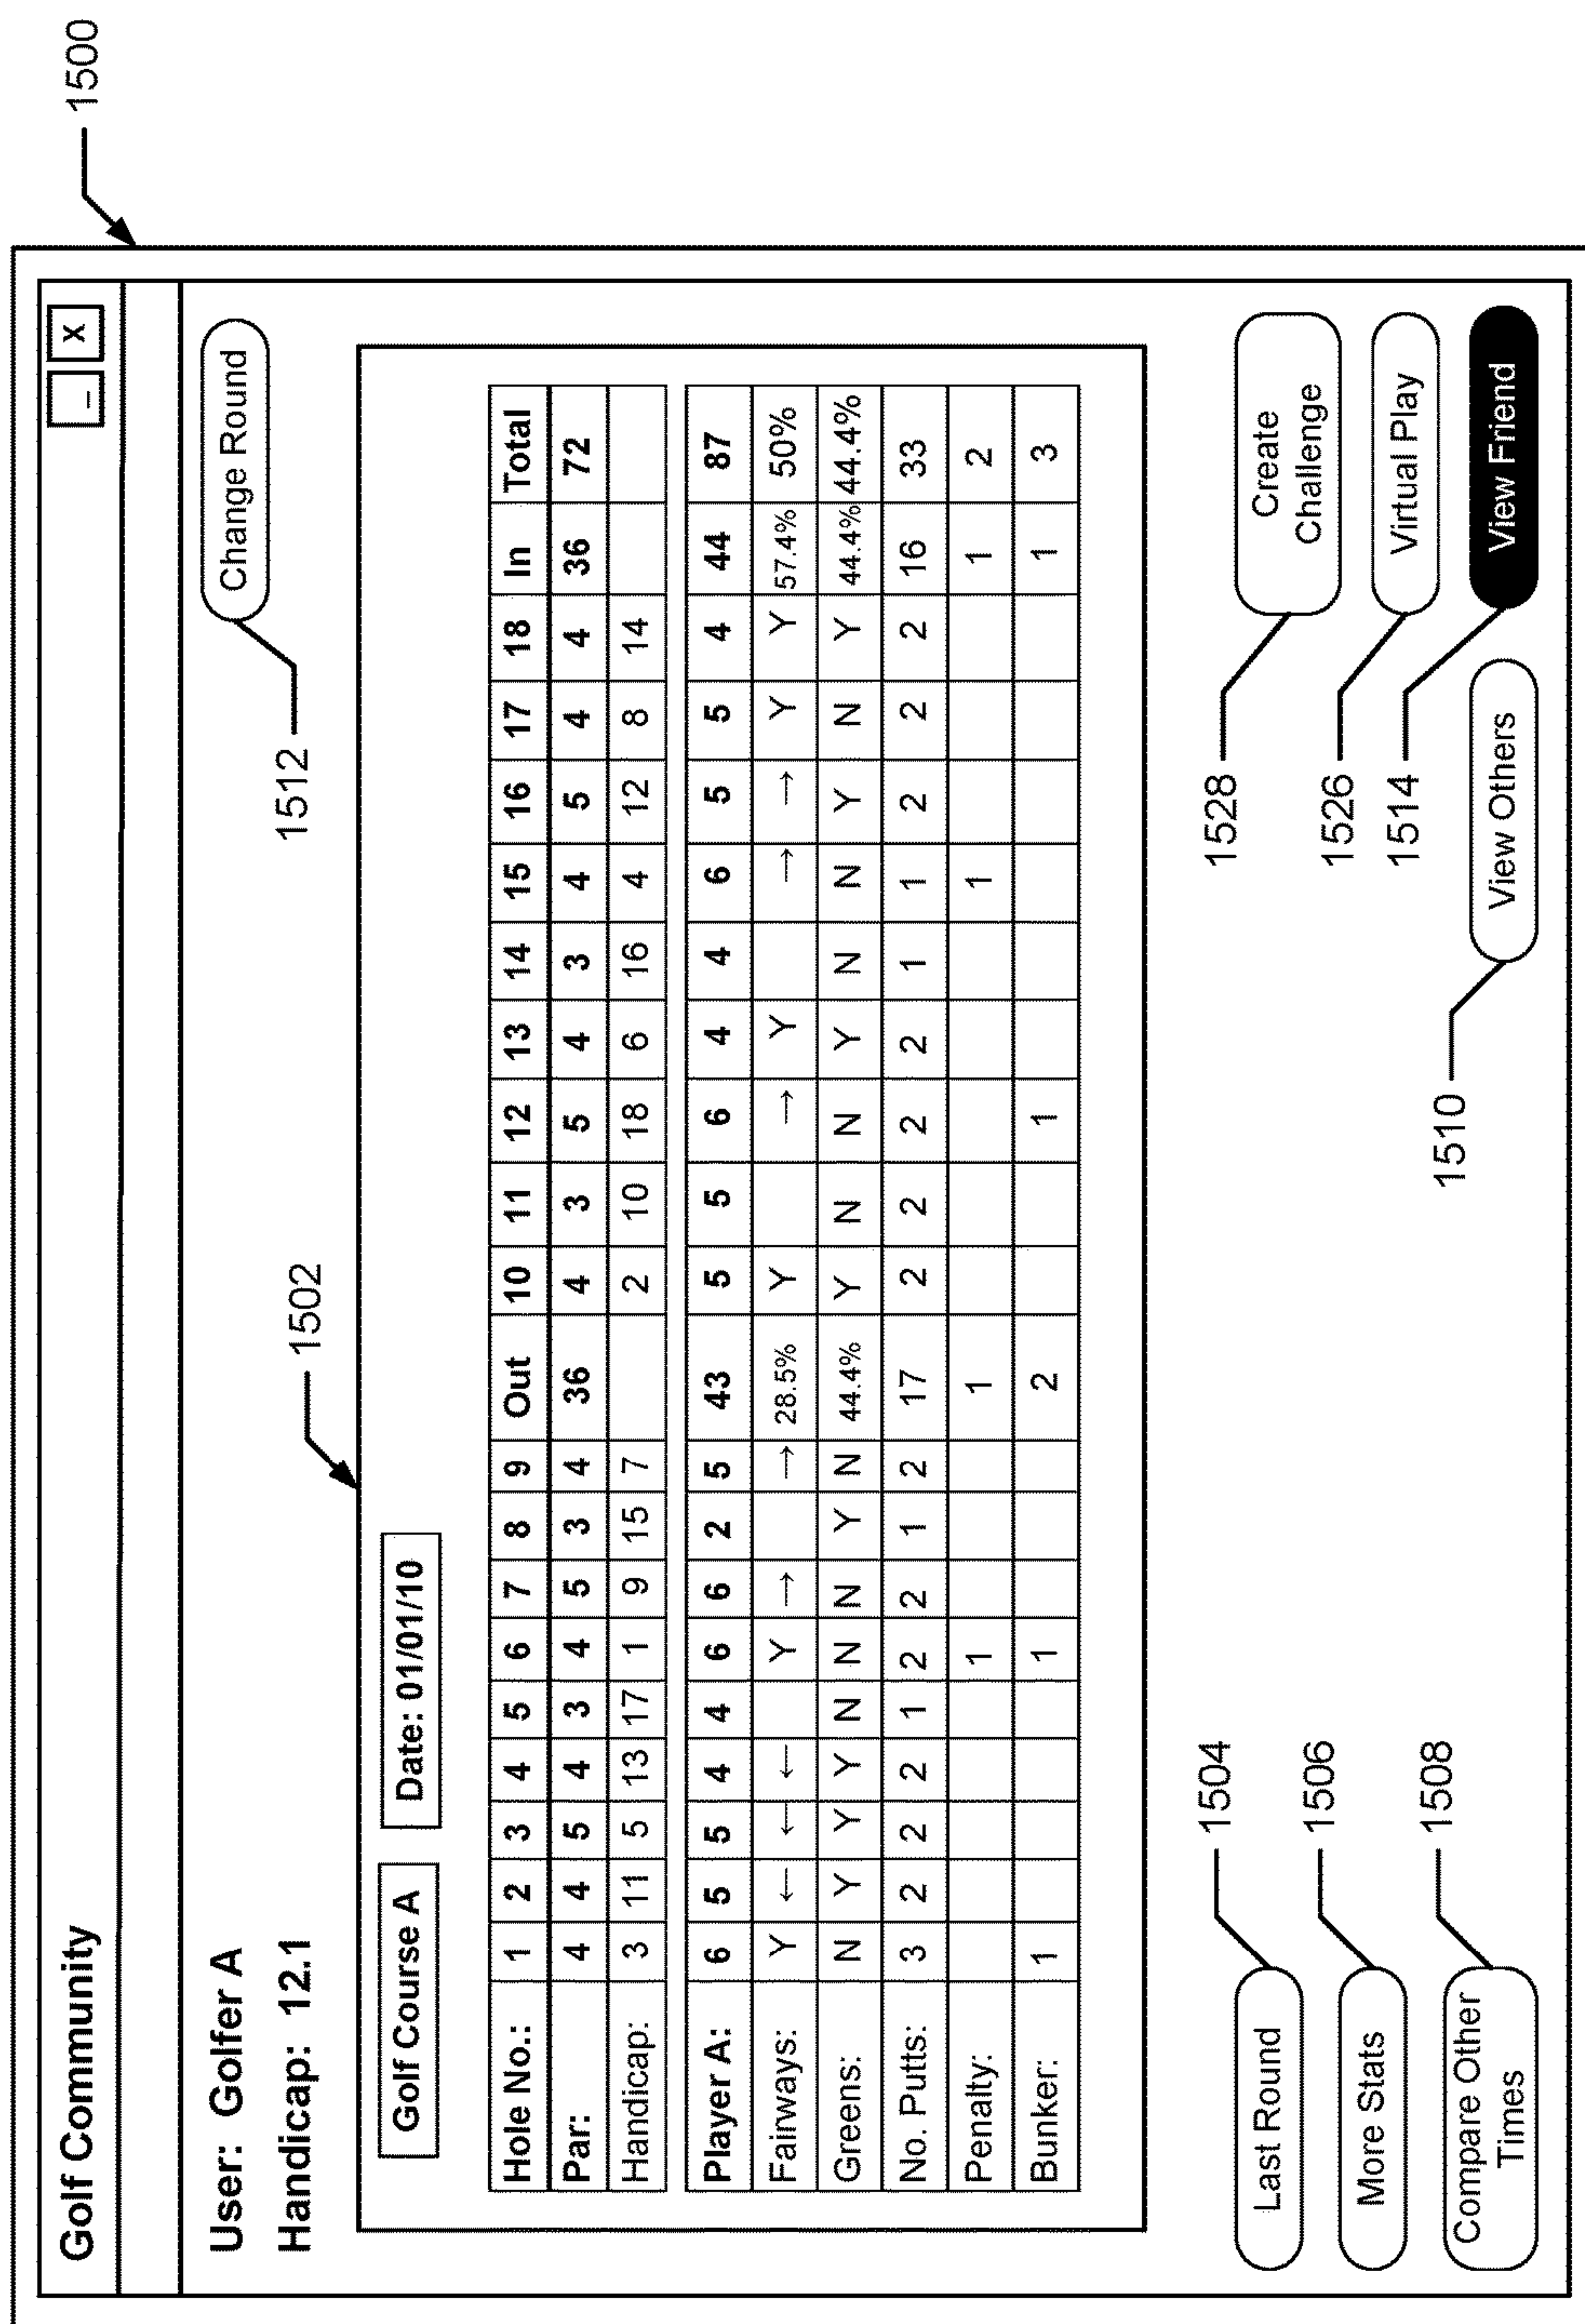 1500
Golf Community _ X
User: Golfer A
Handicap: 12.1
Change Round
1512
1502
Golf Course A Date: 01/01/10
Hole No.: 1 2 3 4 5 6 7 8 9 Out 10 11 12 13 14 15 16 17 18 In Total
Par: 4 4 5 4 3 4 5 3 4 36 4 3 5 4 3 4 5 4 4 36 72
Handicap: 3 11 5 13 17 1 9 15 7 2 10 18 6 16 4 12 8 14
Player A: 6 5 5 4 4 6 6 2 5 43 5 5 6 4 4 6 5 5 4 44 87
Fairways: Y ← ← ← Y → → 28.5% Y → Y → → Y Y 57.4% 50%
Greens: N Y Y Y N N N Y N 44.4% Y N N Y N N Y N Y 44.4% 44.4%
No. Putts: 3 2 2 2 1 2 2 1 2 17 2 2 2 2 1 1 2 2 2 16 33
Penalty: 1 1 1 1 2
Bunker: 1 1 2 1 1 3
1504
1506
1508
Last Round
More Stats
Compare Other
Times
1528
1526
1514
1510
Create
Challenge
Virtual Play
View Others
View Friend